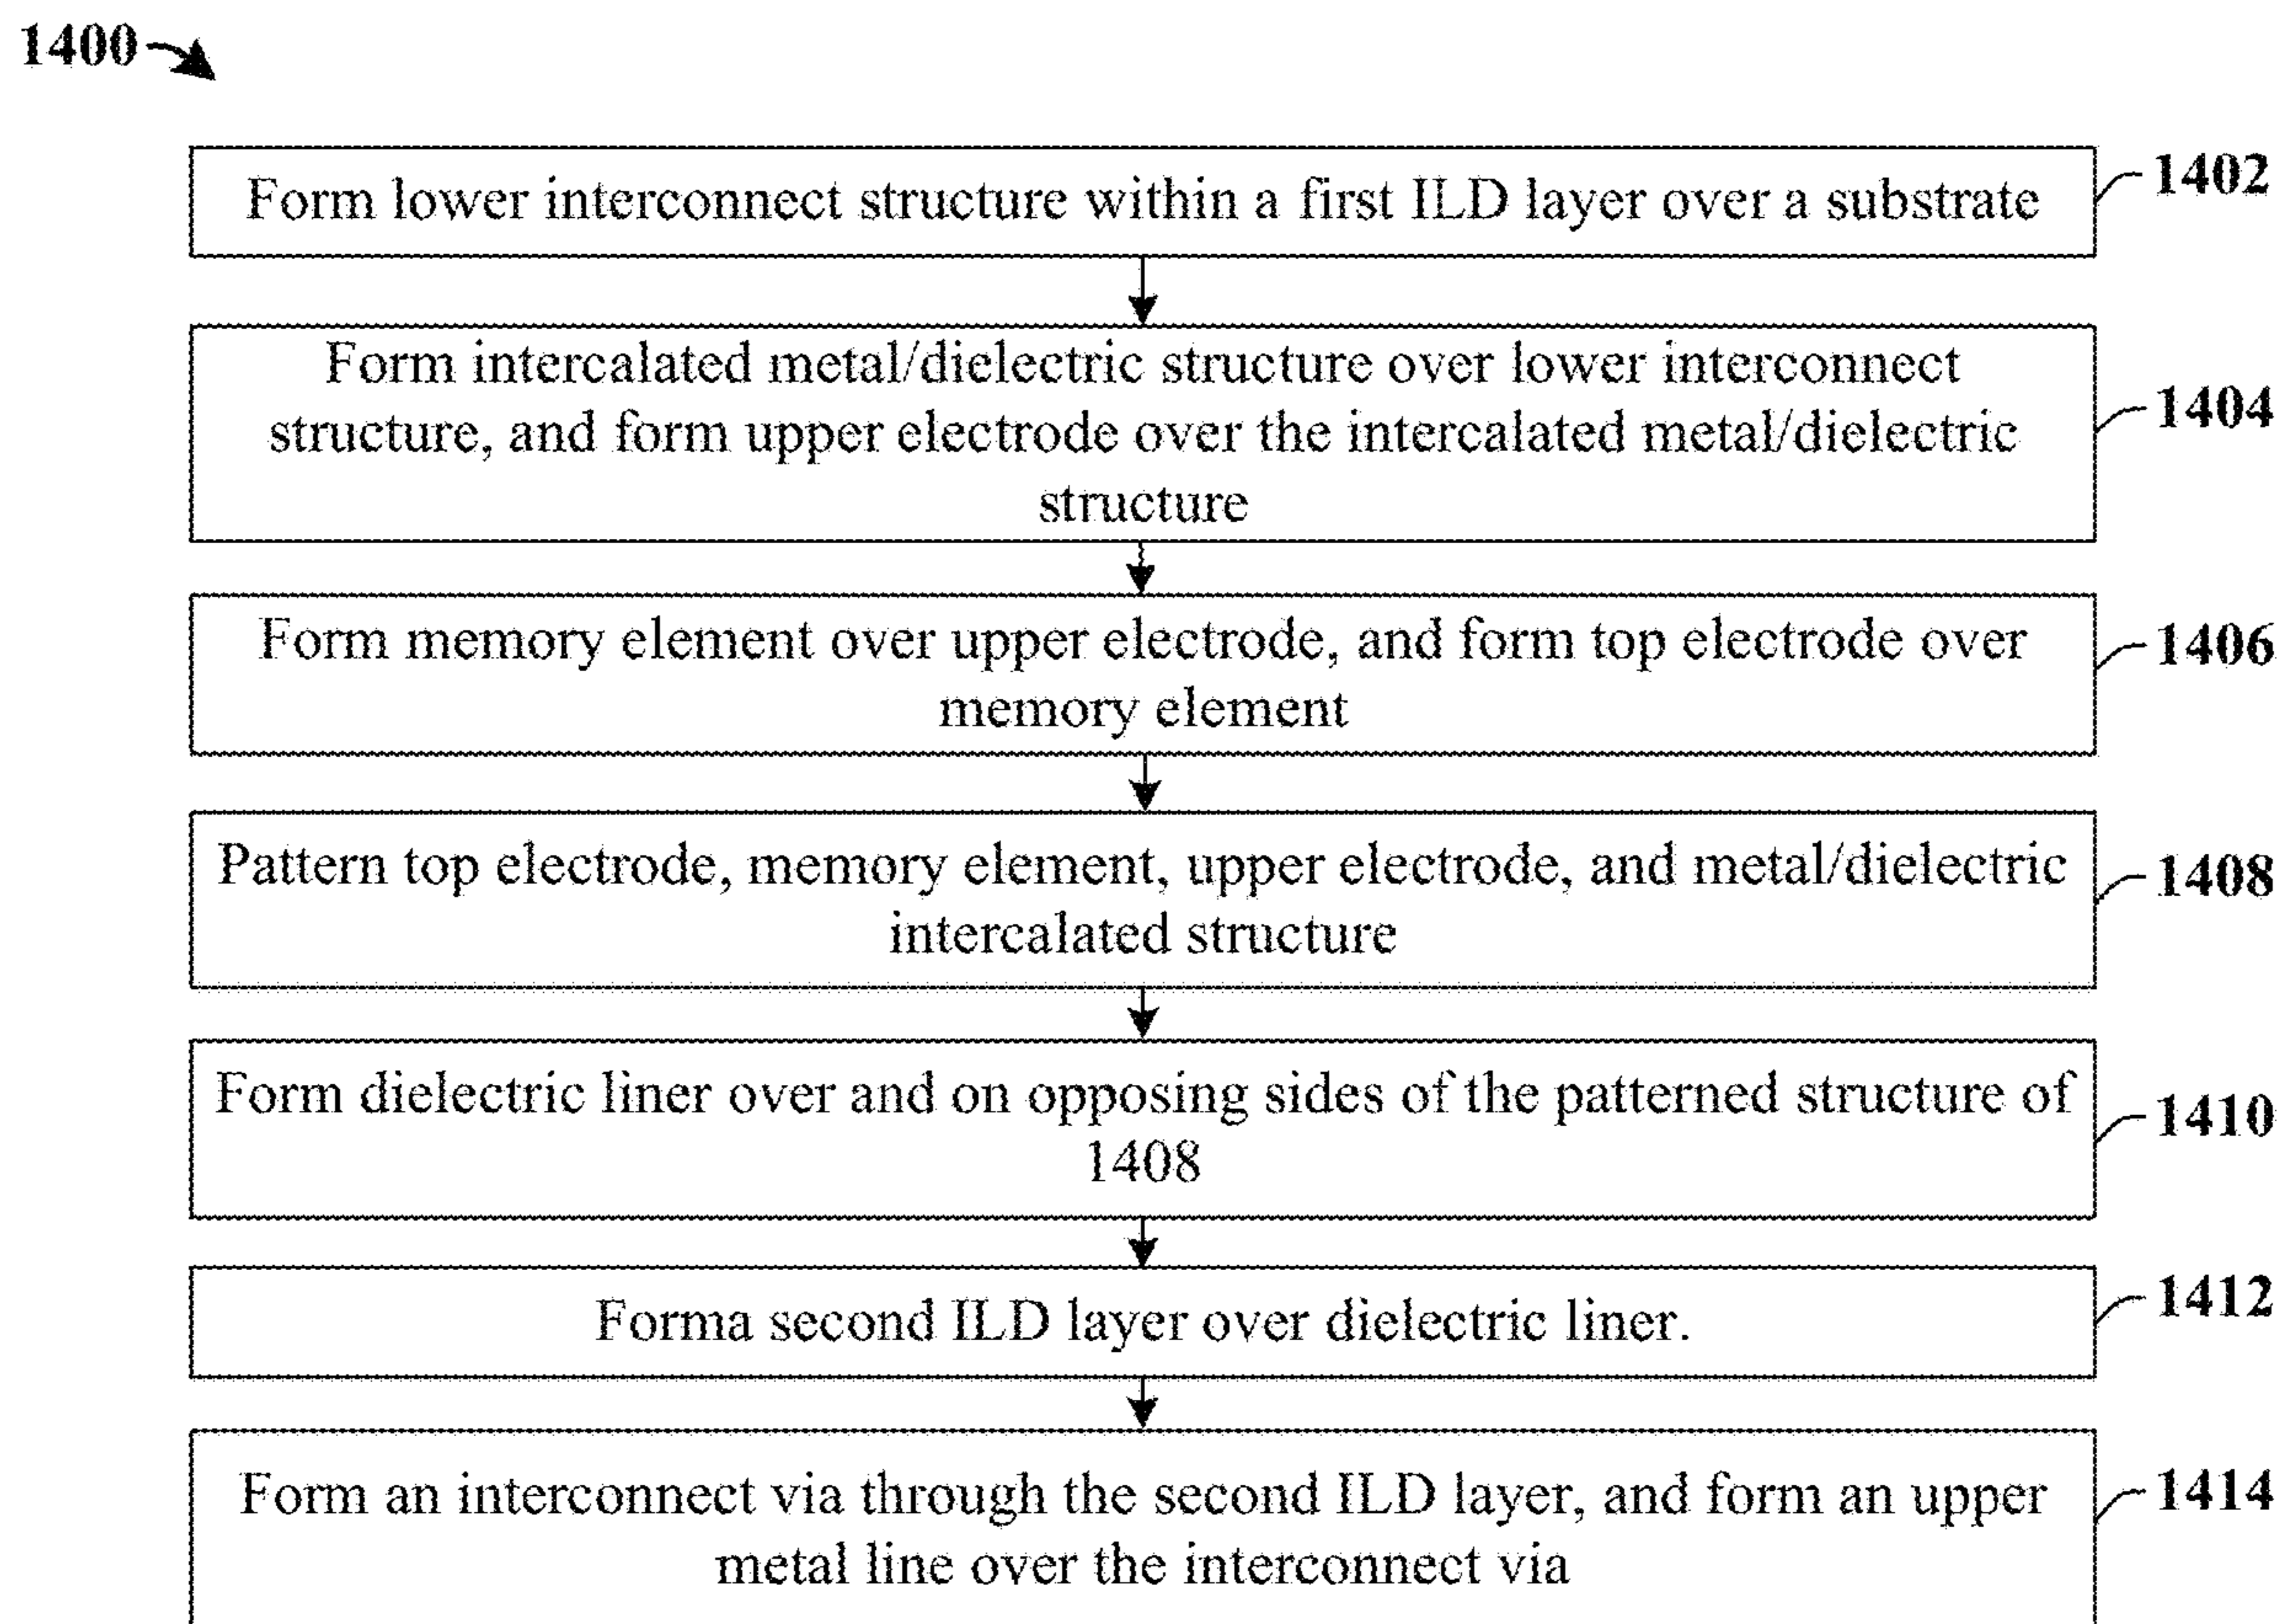 1400
Form lower interconnect structure within a first ILD layer over a substrate
1402
Form intercalated metal/dielectric structure over lower interconnect
structure, and form upper electrode over the intercalated metal/dielectric
structure
1404
Form memory element over upper electrode, and form top electrode over
memory element
1406
Pattern top electrode, memory element, upper electrode, and metal/dielectric
intercalated structure
1408
Form dielectric liner over and on opposing sides of the patterned structure of
1408
1410
Forma second ILD layer over dielectric liner.
1412
Form an interconnect via through the second ILD layer, and form an upper
metal line over the interconnect via
1414